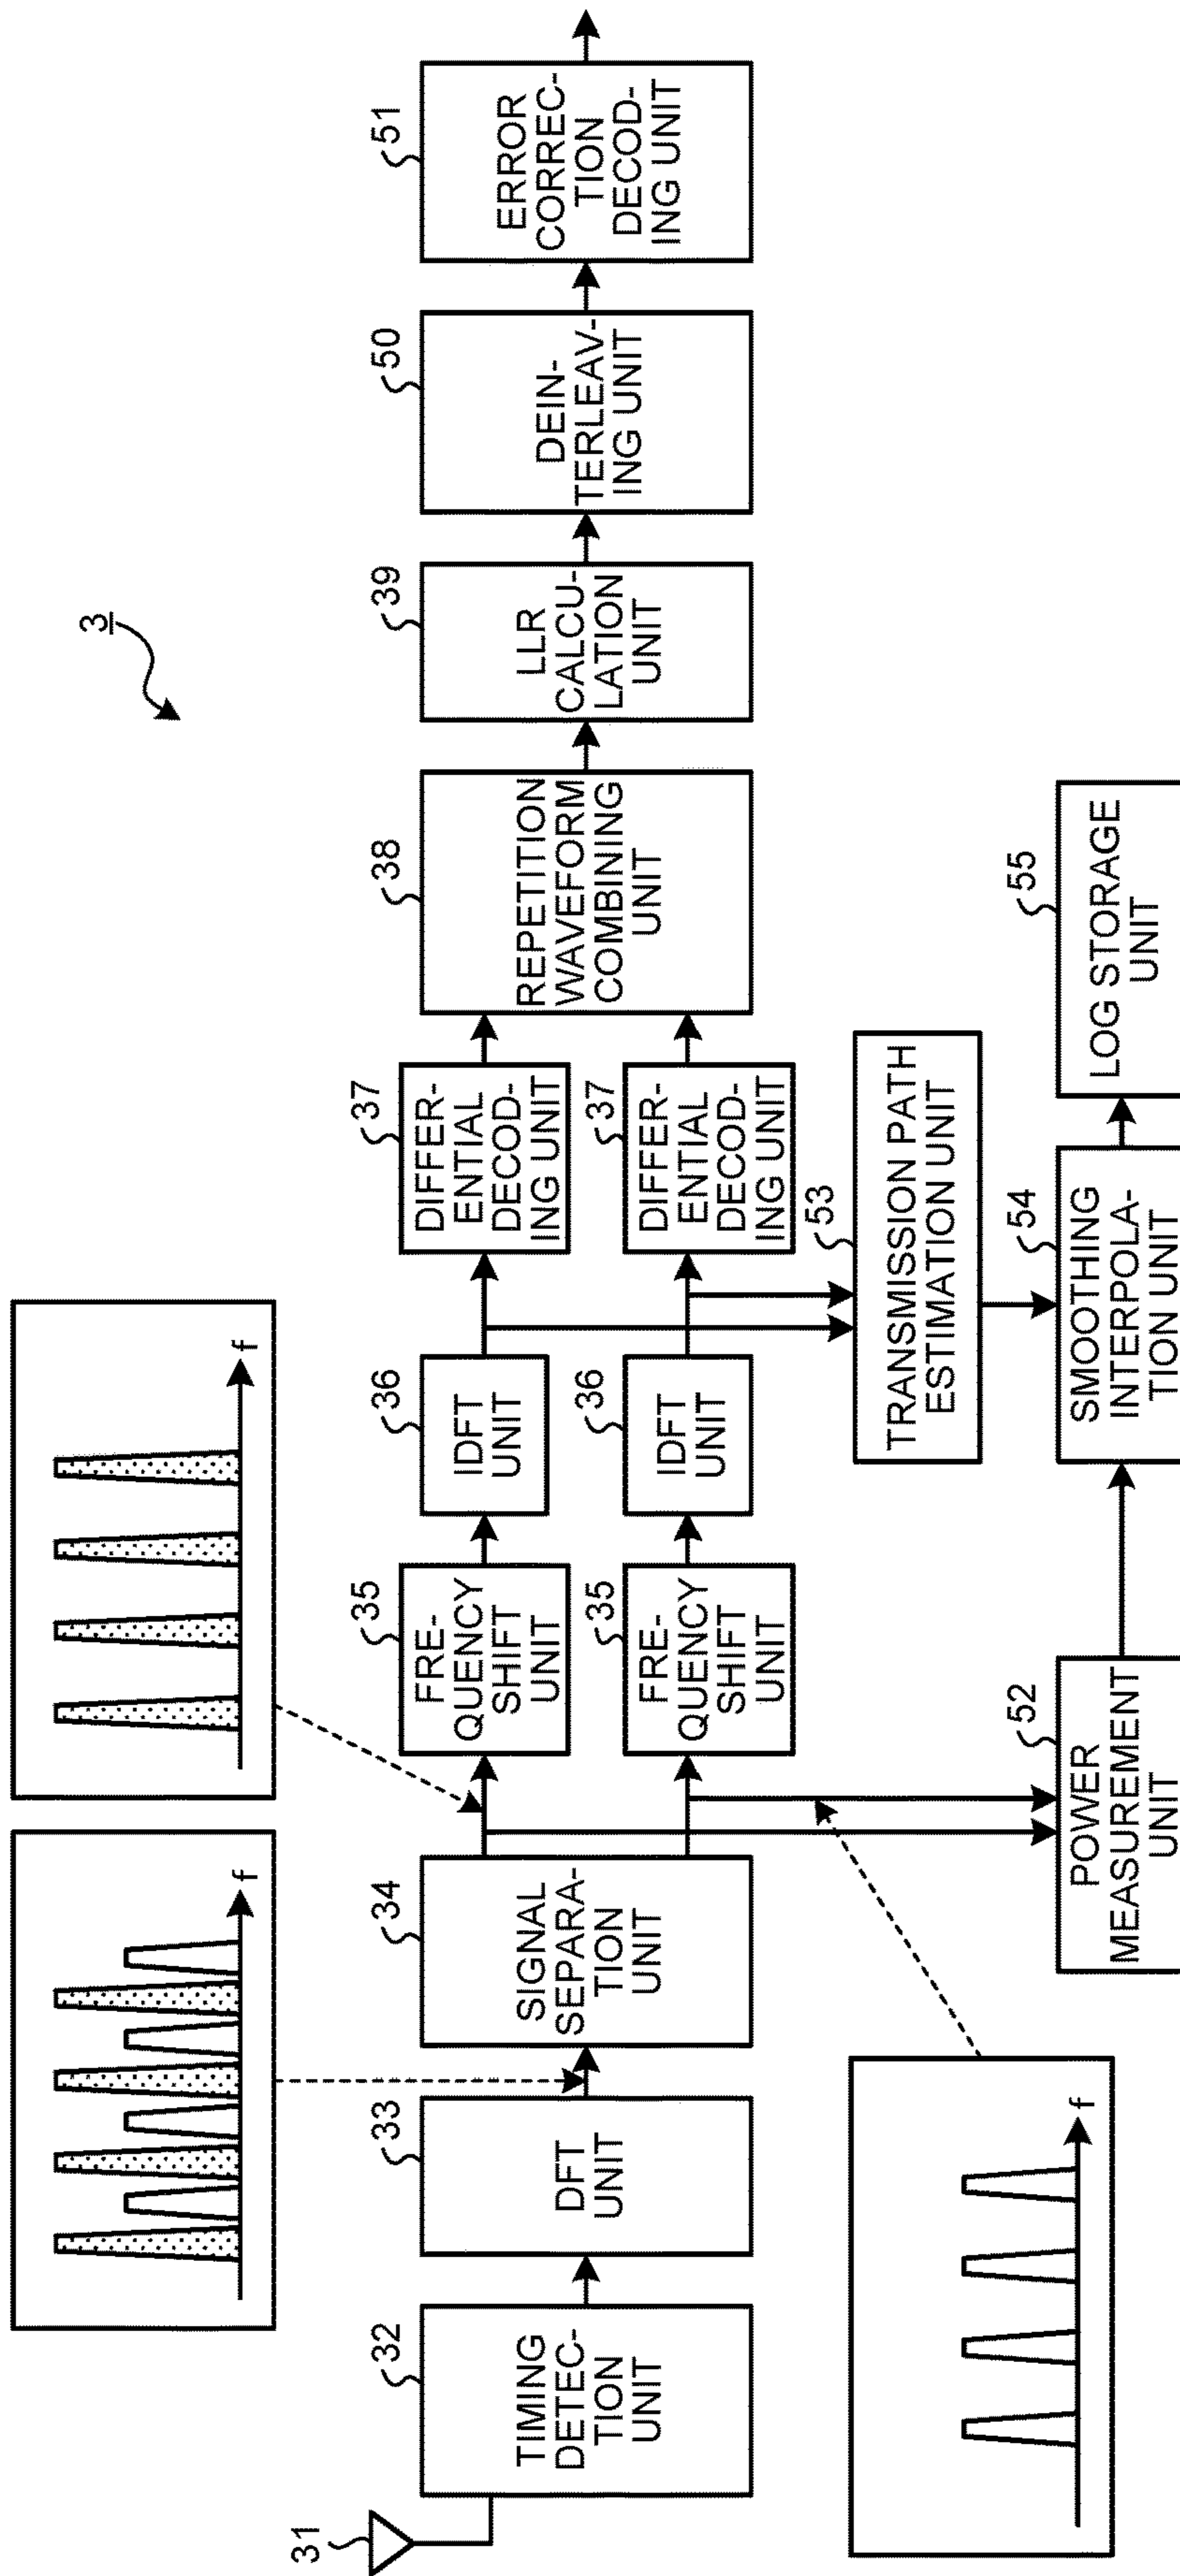 3
f
f
31
32
TIMING
DETEC-
TION
UNIT
33
DFT
UNIT
34
SIGNAL
SEPARA-
TION
UNIT
35
FRE-
QUENCY
SHIFT
UNIT
36
IDFT
UNIT
37
DIFFER-
ENTIAL
DECOD-
ING UNIT
35
FRE-
QUENCY
SHIFT
UNIT
36
IDFT
UNIT
37
DIFFER-
ENTIAL
DECOD-
ING UNIT
38
REPETITION
WAVEFORM
COMBINING
UNIT
39
LLR
CALCU-
LATION
UNIT
50
DEIN-
TERLEAV-
ING UNIT
51
ERROR
CORREC-
TION
DECOD-
ING UNIT
f
52
POWER
MEASUREMENT
UNIT
53
TRANSMISSION PATH
ESTIMATION UNIT
54
SMOOTHING
INTERPOLA-
TION UNIT
55
LOG STORAGE
UNIT